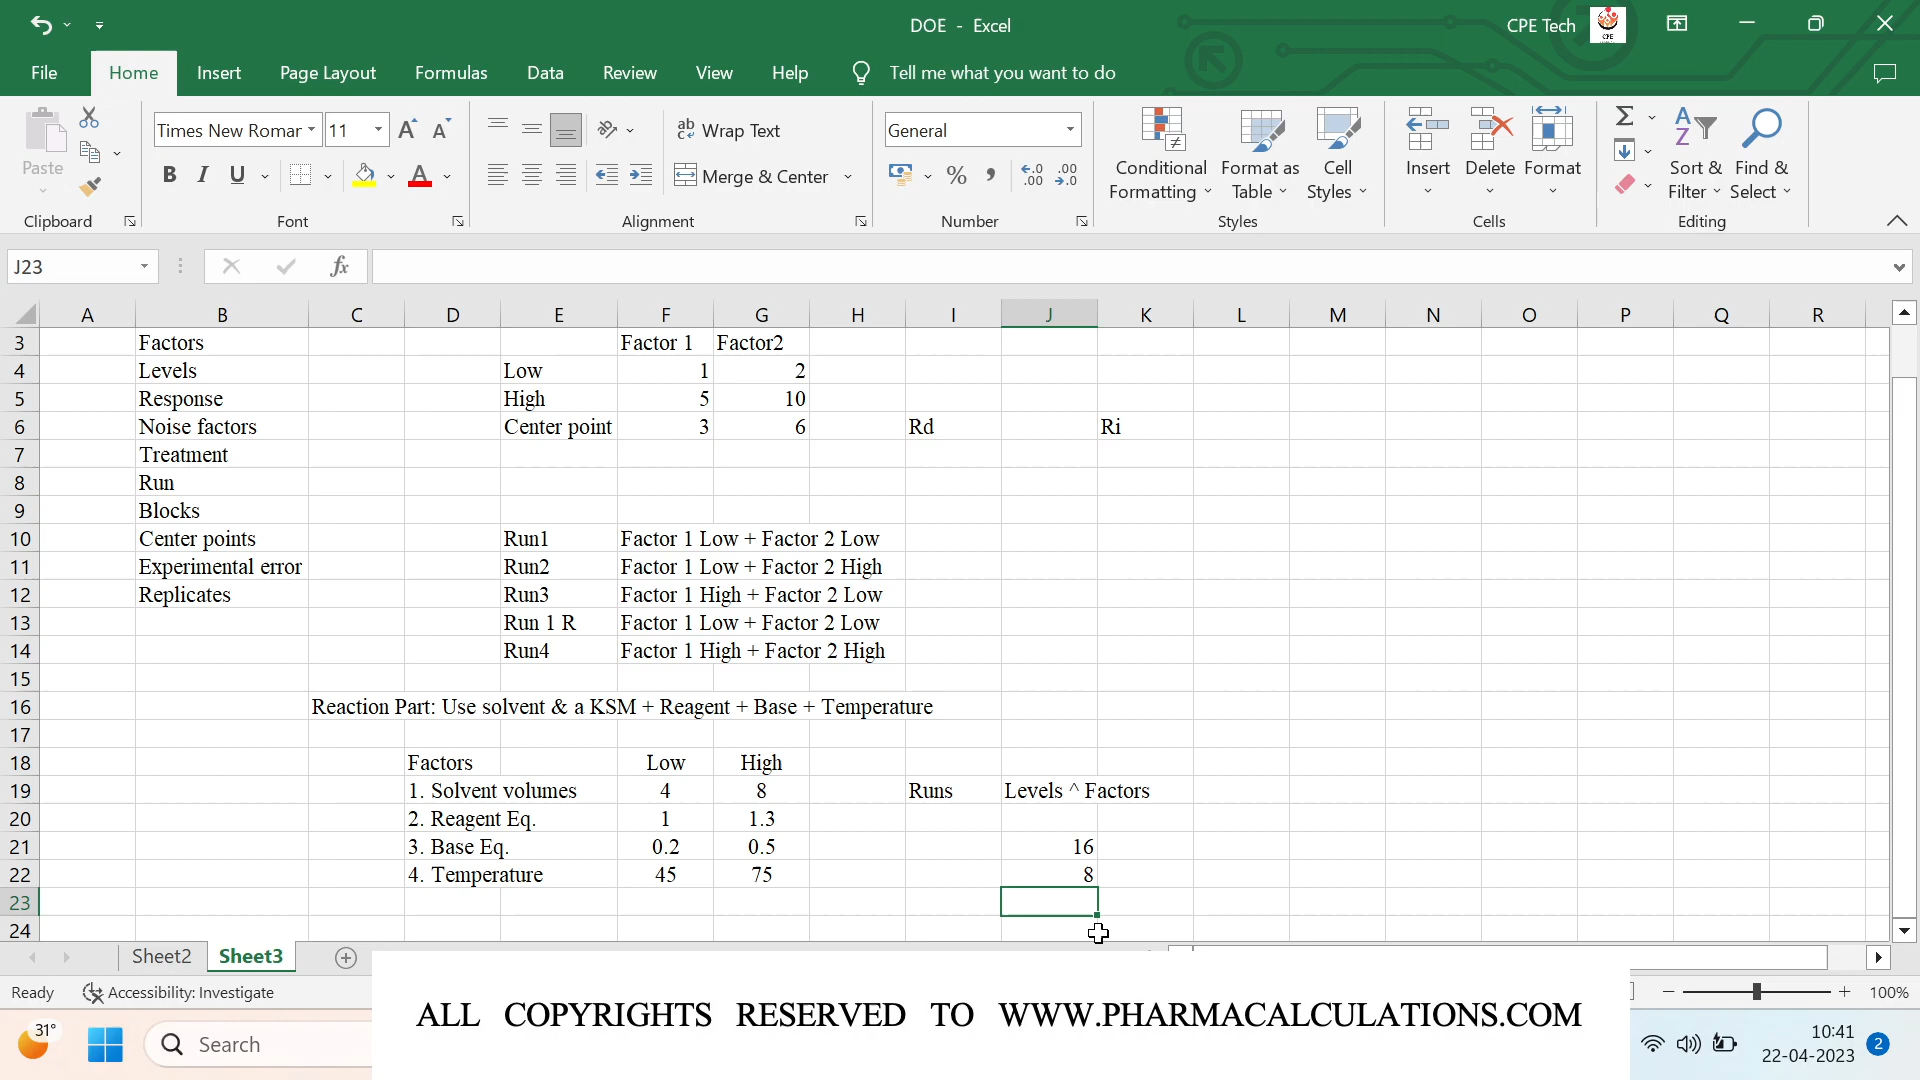 DOE - Excel
CPE Tech
CPE
File Home Insert Page Layout Formulas Data Review View Help Tell me what you want to do
Times New Roman 11
Paste
Wrap Text
Merge & Center
General
Conditional Formatting
Format as Table
Cell Styles
Insert
Delete
Format
Sort & Filter
Find & Select
Clipboard Font Alignment Number Styles Cells Editing
J23 fx
A B C D E F G H I J K L M N O P Q R
3 Factors Factor 1 Factor2
4 Levels Low 1 2
5 Response High 5 10
6 Noise factors Center point 3 6 Rd Ri
7 Treatment
8 Run
9 Blocks
10 Center points Run1 Factor 1 Low + Factor 2 Low
11 Experimental error Run2 Factor 1 Low + Factor 2 High
12 Replicates Run3 Factor 1 High + Factor 2 Low
13 Run 1 R Factor 1 Low + Factor 2 Low
14 Run4 Factor 1 High + Factor 2 High
15
16 Reaction Part: Use solvent & a KSM + Reagent + Base + Temperature
17
18 Factors Low High
19 1. Solvent volumes 4 8 Runs Levels ^ Factors
20 2. Reagent Eq. 1 1.3
21 3. Base Eq. 0.2 0.5 16
22 4. Temperature 45 75 8
23
24
Sheet2 Sheet3
Ready Accessibility: Investigate 100%
ALL COPYRIGHTS RESERVED TO WWW.PHARMACALCULATIONS.COM
31°
Search
10:41
22-04-2023
2